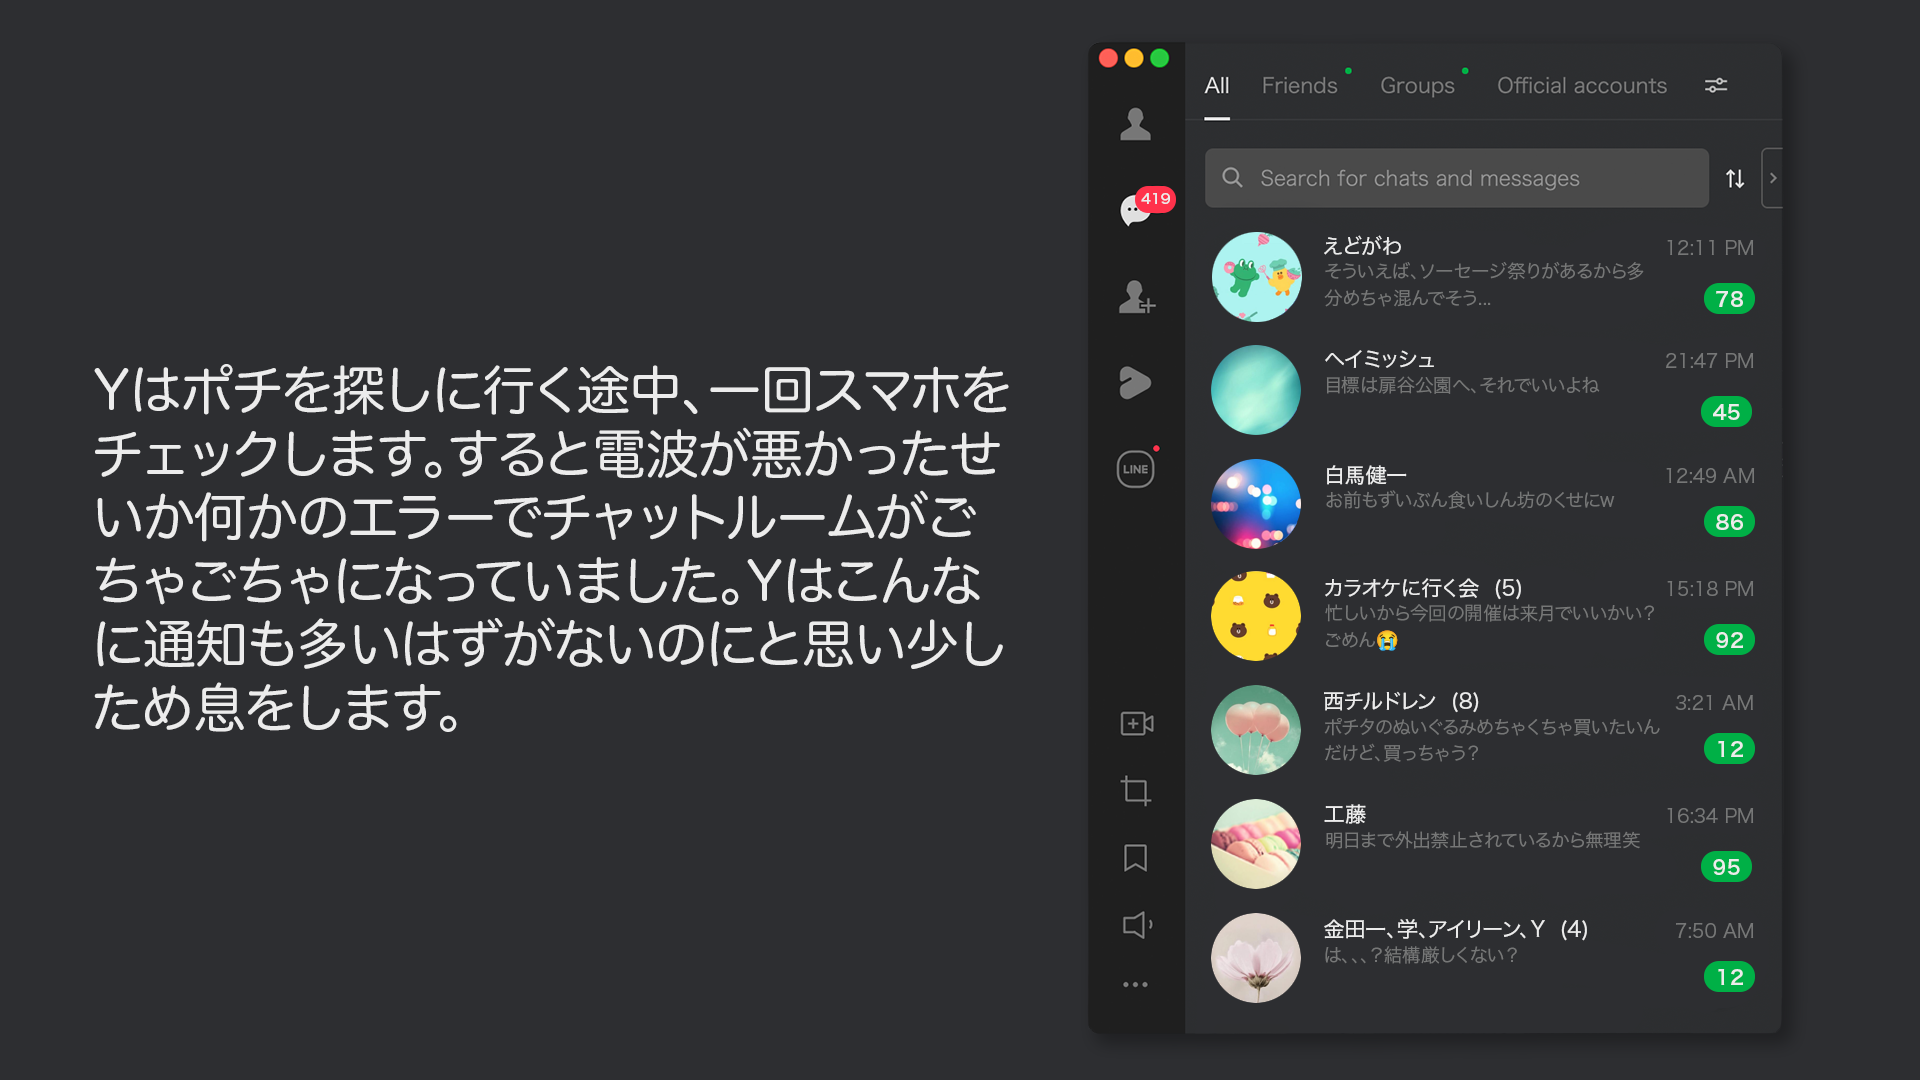 Yはポチを探しに行く途中、一回スマホを
チェックします。すると電波が悪かったせ
いか何かのエラーでチャットルームがご
ちゃごちゃになっていました。Yはこんな
に通知も多いはずがないのにと思い少し
ため息をします。
All Friends Groups Official accounts
419
Search for chats and messages
LINE
えどがわ 12:11 PM
そういえば、ソーセージ祭りがあるから多
分めちゃ混んでそう...
78
ヘイミッシュ 21:47 PM
目標は扉谷公園へ、それでいいよね
45
白馬健一 12:49 AM
お前もずいぶん食いしん坊のくせにw
86
カラオケに行く会 (5) 15:18 PM
忙しいから今回の開催は来月でいいかい?
ごめん😭
92
西チルドレン (8) 3:21 AM
ポチタのぬいぐるみめちゃくちゃ買いたいん
だけど、買っちゃう?
12
工藤 16:34 PM
明日まで外出禁止されているから無理笑
95
金田一、学、アイリーン、Y (4) 7:50 AM
は、、、?結構厳しくない?
12